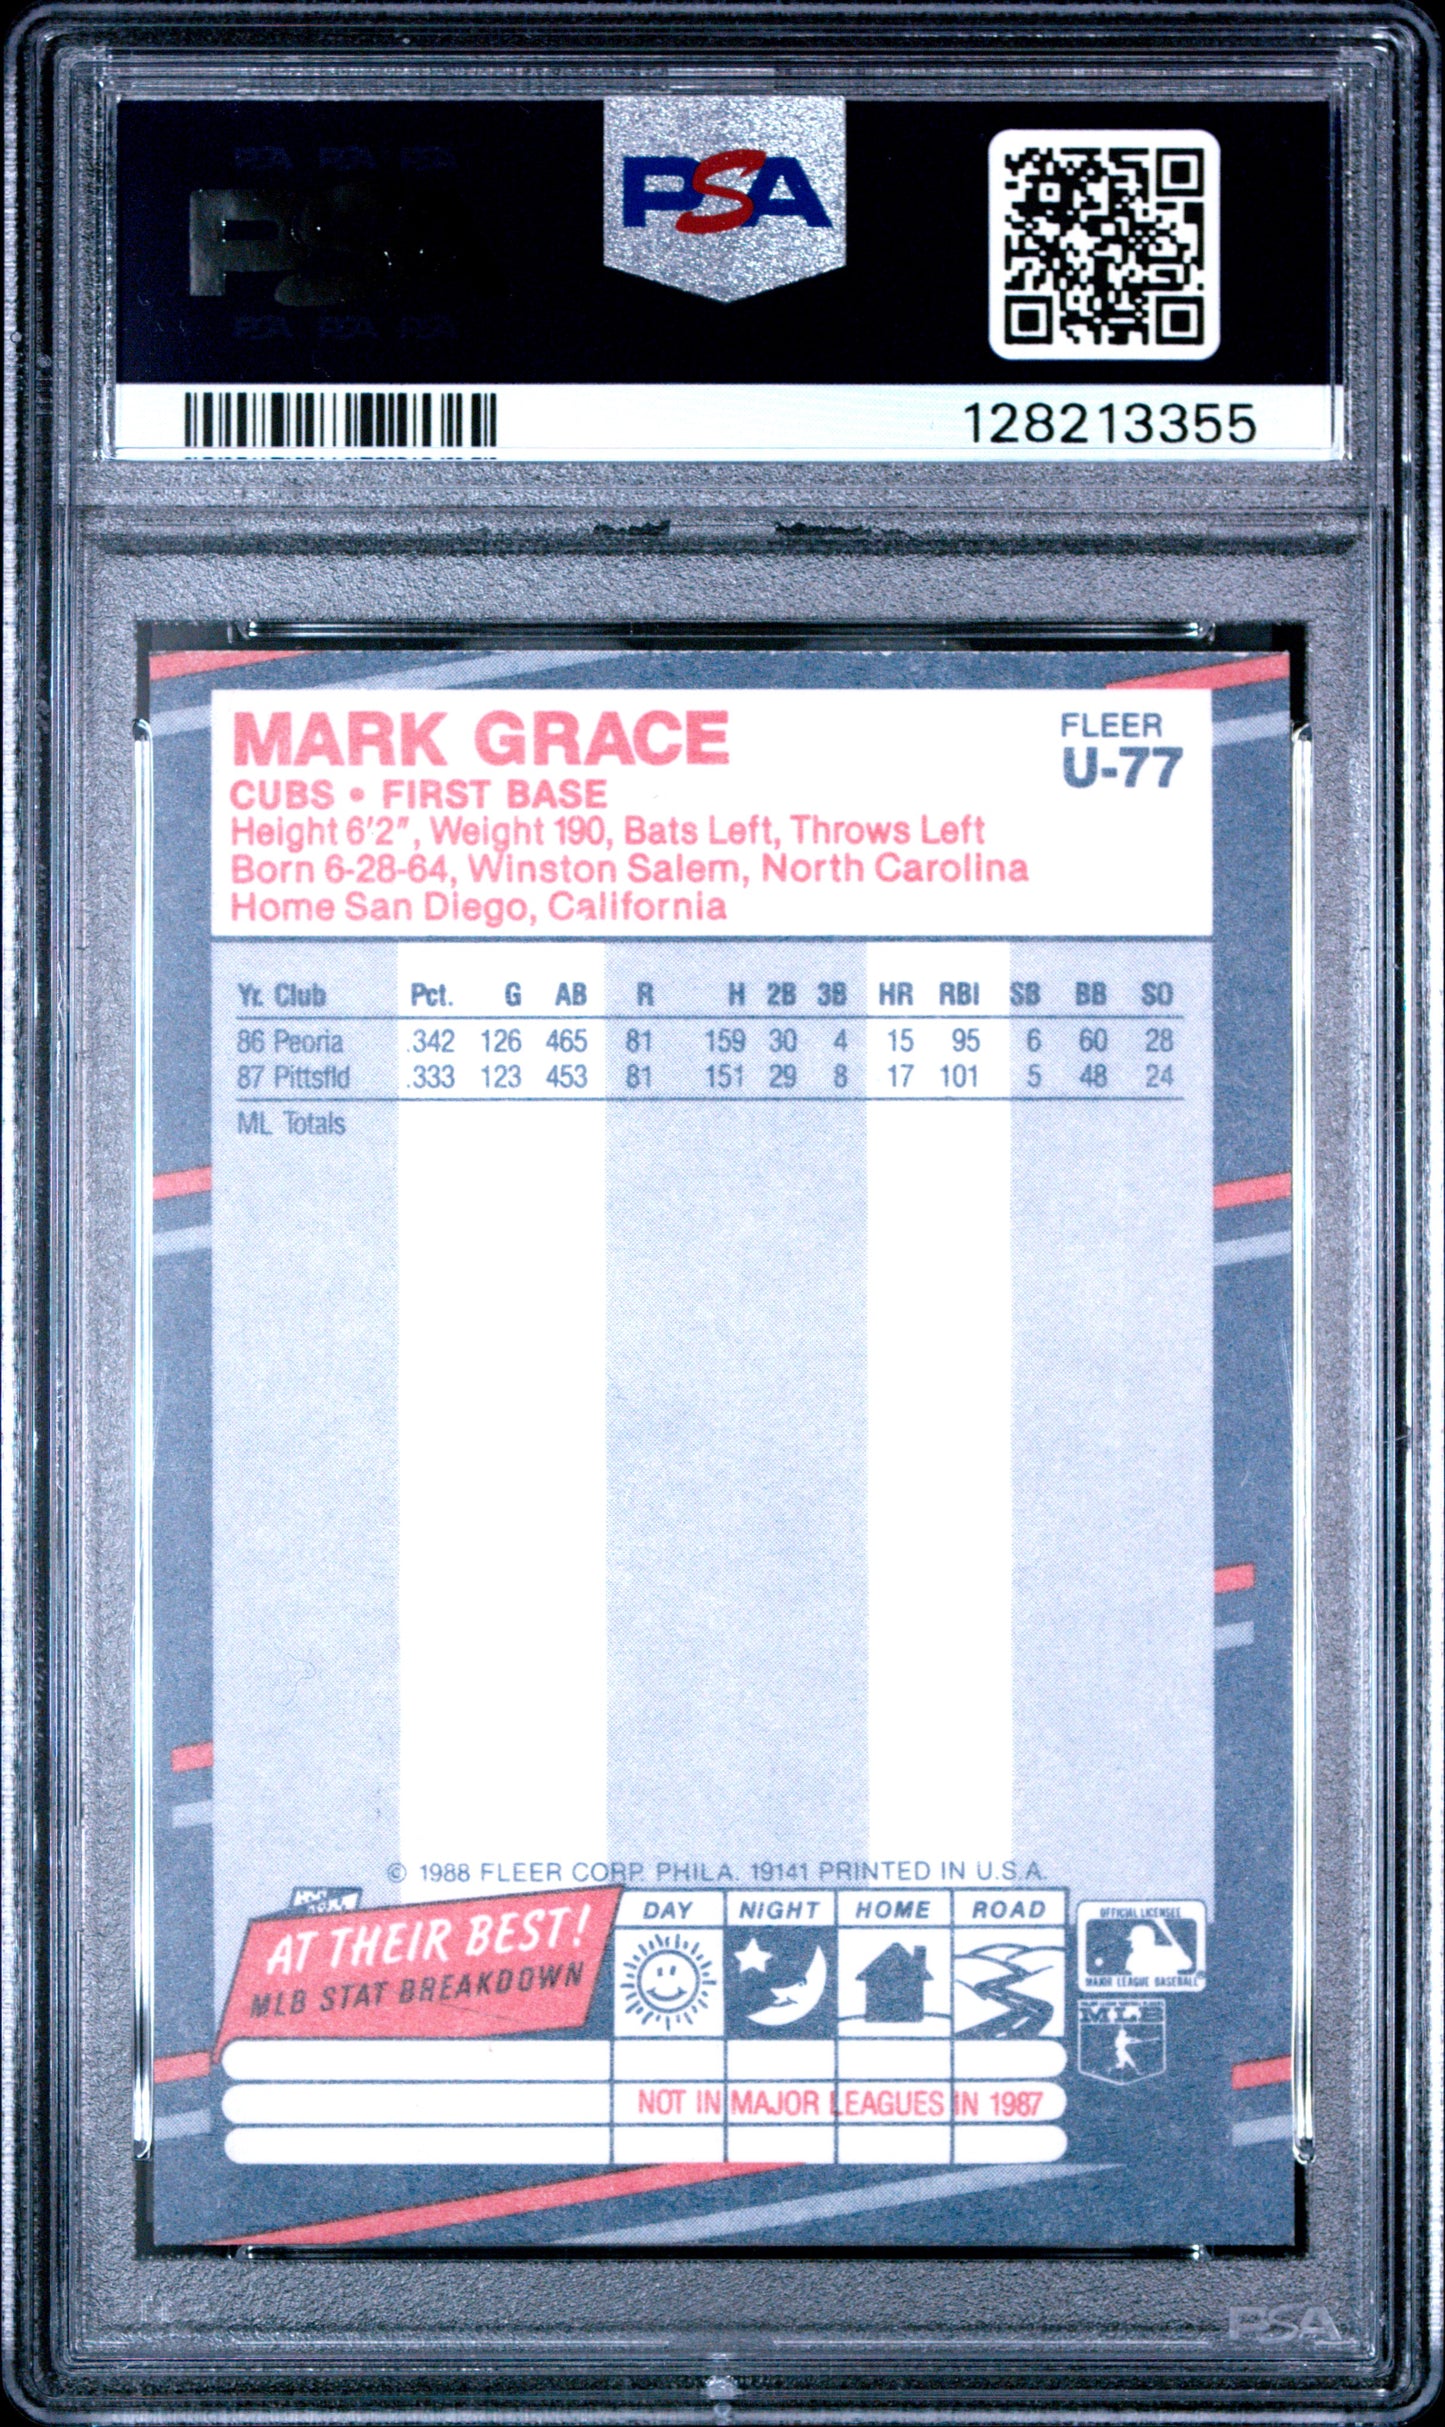 PSA
128213355
MARK GRACE
FLEER
U-77
CUBS • FIRST BASE
Height 6'2", Weight 190, Bats Left, Throws Left
Born 6-28-64, Winston Salem, North Carolina
Home San Diego, California
Yr. Club Pct. G AB R H 2B 3B HR RBI SB BB SO
86 Peoria .342 126 465 81 159 30 4 15 95 6 60 28
87 Pittsfld .333 123 453 81 151 29 8 17 101 5 48 24
ML Totals
© 1988 FLEER CORP. PHILA. 19141 PRINTED IN U.S.A.
AT THEIR BEST!
MLB STAT BREAKDOWN
DAY NIGHT HOME ROAD
OFFICIAL LICENSEE
MAJOR LEAGUE BASEBALL
NOT IN MAJOR LEAGUES IN 1987
PSA